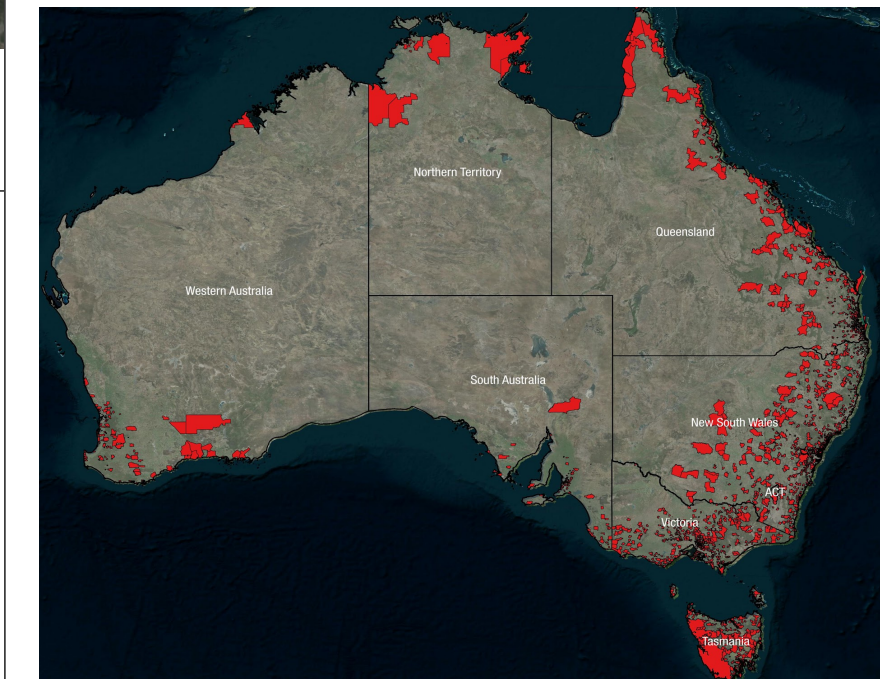 Northern Territory
Queensland
Western Australia
South Australia
New South Wales
ACT
Victoria
Tasmania